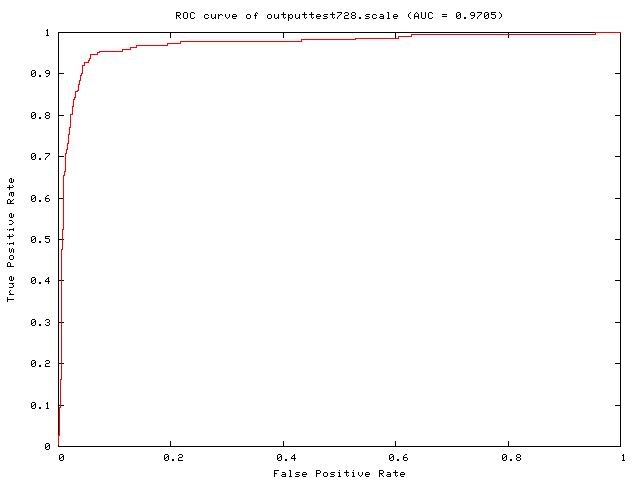 ROC curve of outputtest728.scale (AUC = 0.9705)
1
0.9
0.8
0.7
0.6
0.5
0.4
0.3
0.2
0.1
0
True Positive Rate
0 0.2 0.4 0.6 0.8 1
False Positive Rate